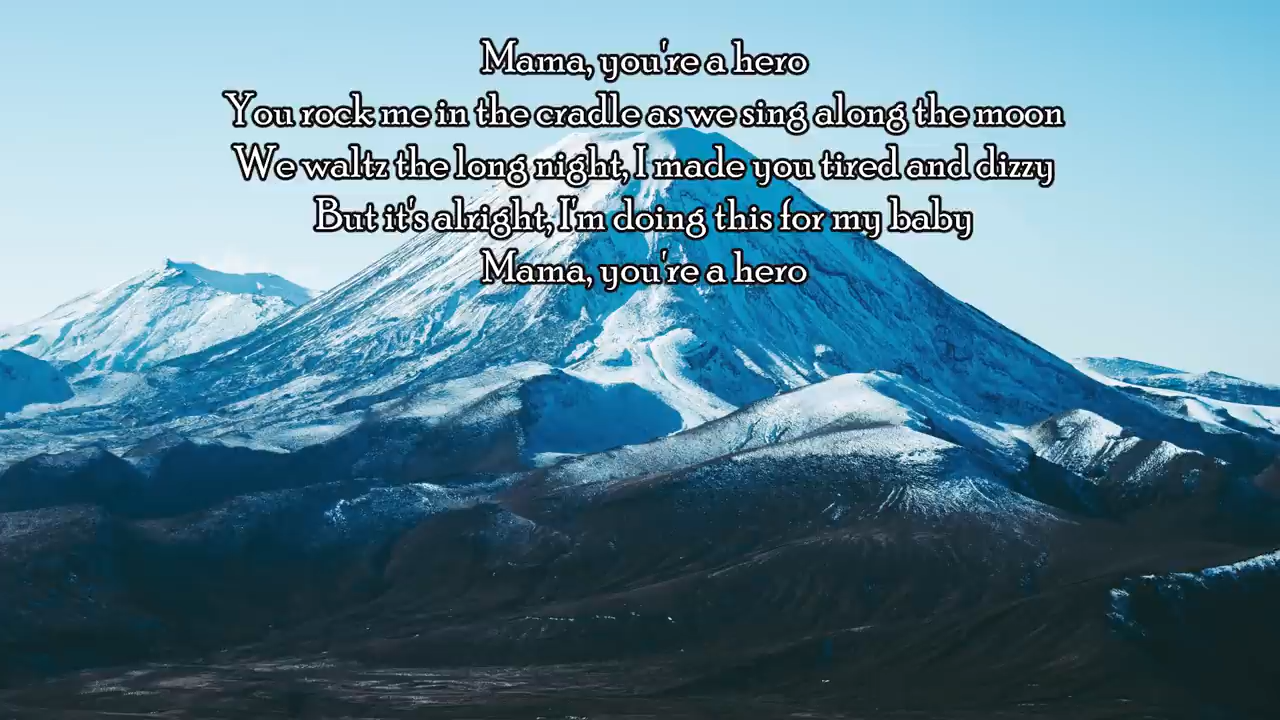 Mama, you're a hero
You rock me in the cradle as we sing along the moon
We waltz the long night, I made you tired and dizzy
But it's alright, I'm doing this for my baby
Mama, you're a hero